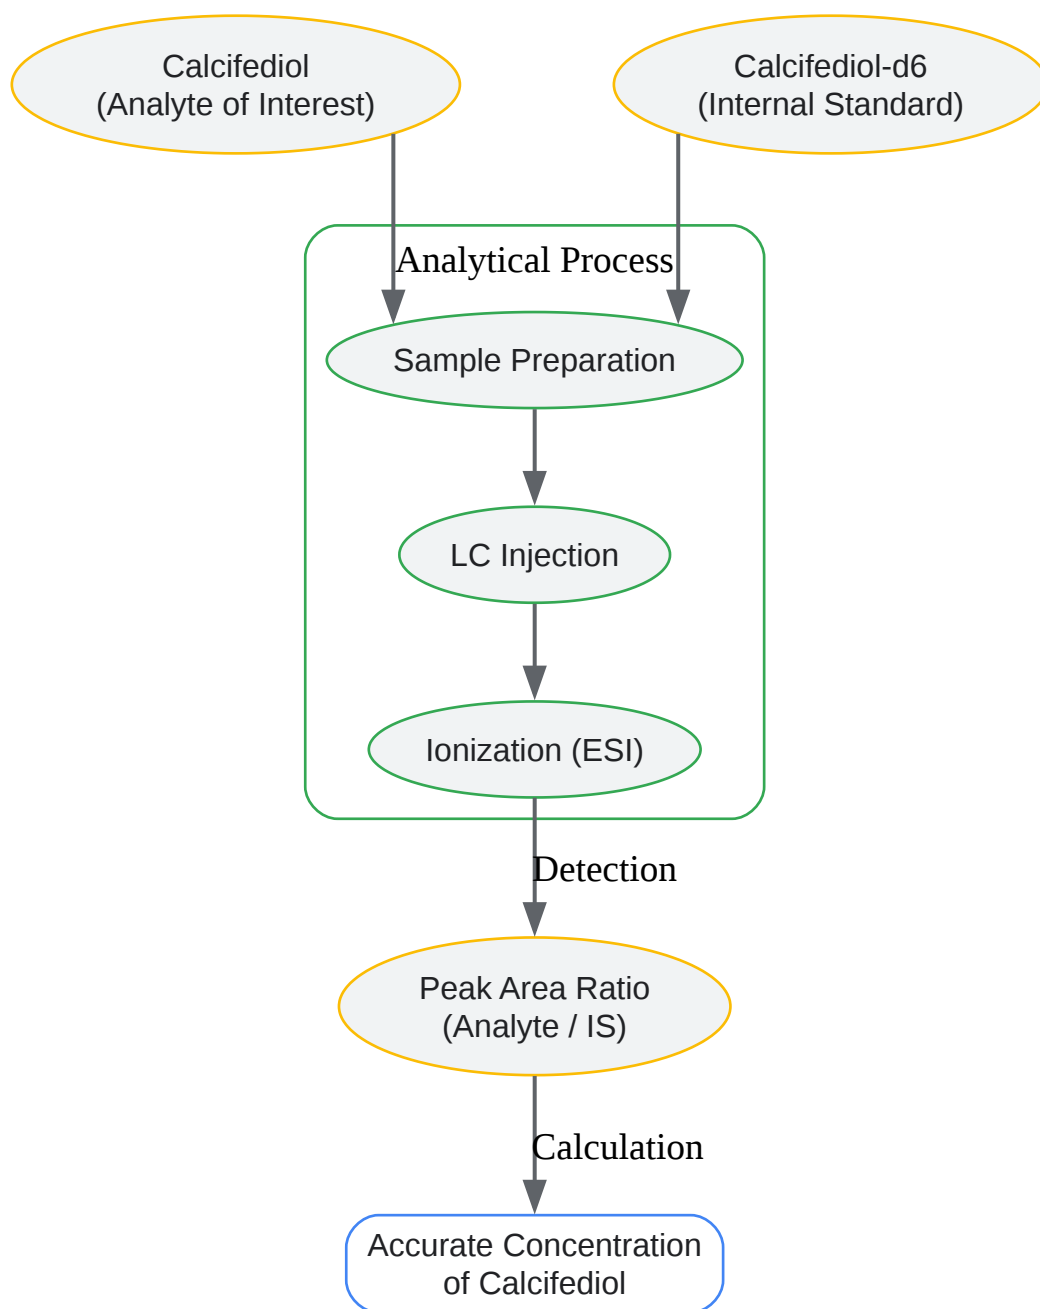 Calcifediol
(Analyte of Interest)
Calcifediol-d6
(Internal Standard)
Analytical Process
Sample Preparation
LC Injection
Ionization (ESI)
Detection
Peak Area Ratio
(Analyte / IS)
Calculation
Accurate Concentration
of Calcifediol